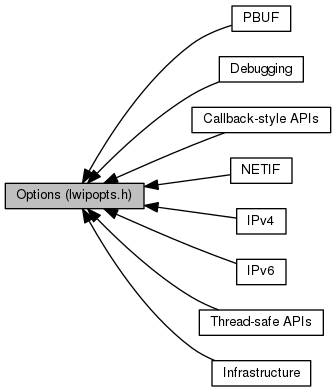 PBUF
Debugging
Callback-style APIs
NETIF
Options (lwipopts.h)
IPv4
IPv6
Thread-safe APIs
Infrastructure